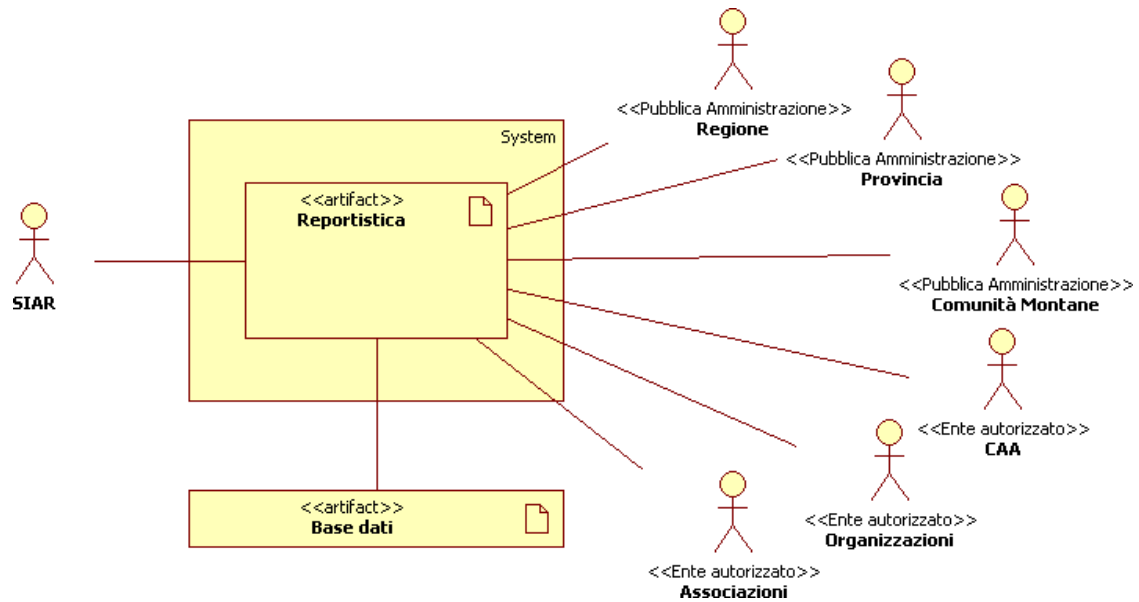 <<Pubblica Amministrazione>>
Regione
System
<<Pubblica Amministrazione>>
Provincia
<<artifact>>
Reportistica
SIAR
<<Pubblica Amministrazione>>
Comunità Montane
<<Ente autorizzato>>
CAA
<<artifact>>
Base dati
<<Ente autorizzato>>
Organizzazioni
<<Ente autorizzato>>
Associazioni